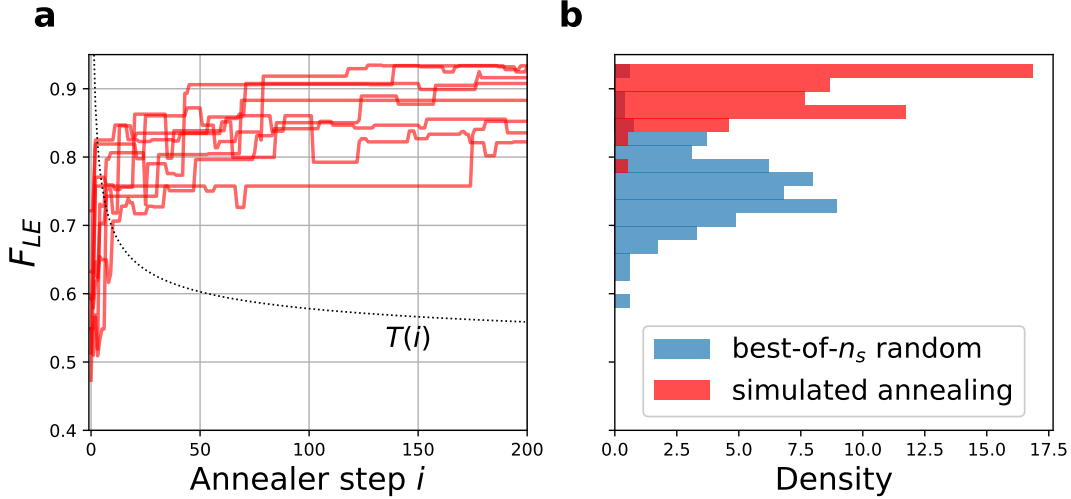 a
b
0.9
0.8
0.7
0.6
0.5
0.4
F_{LE}
T(i)
0 50 100 150 200
Annealer step i
best-of-n_s random
simulated annealing
0.0 2.5 5.0 7.5 10.0 12.5 15.0 17.5
Density